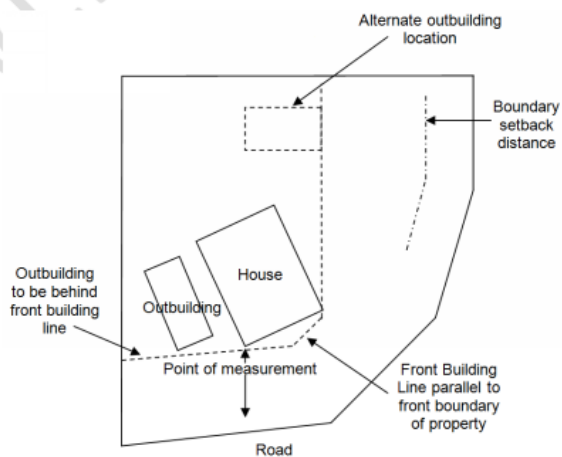 Alternate outbuilding
location
Boundary
setback
distance
House
Outbuilding
to be behind
front building
line
Outbuilding
Point of measurement
Front Building
Line parallel to
front boundary
of property
Road